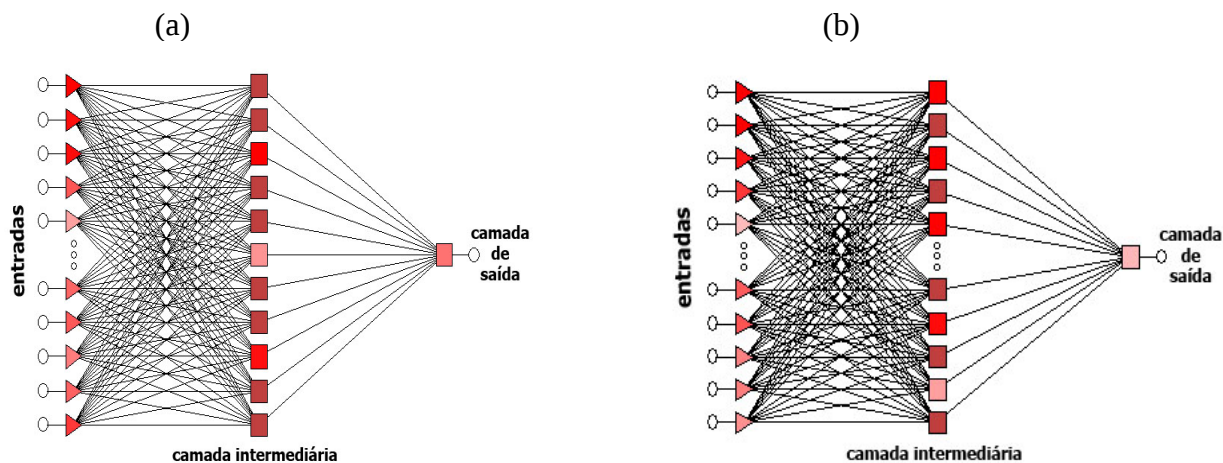 (a)
(b)
entradas
camada
de
saída
camada intermediária
entradas
camada
de
saída
camada intermediária